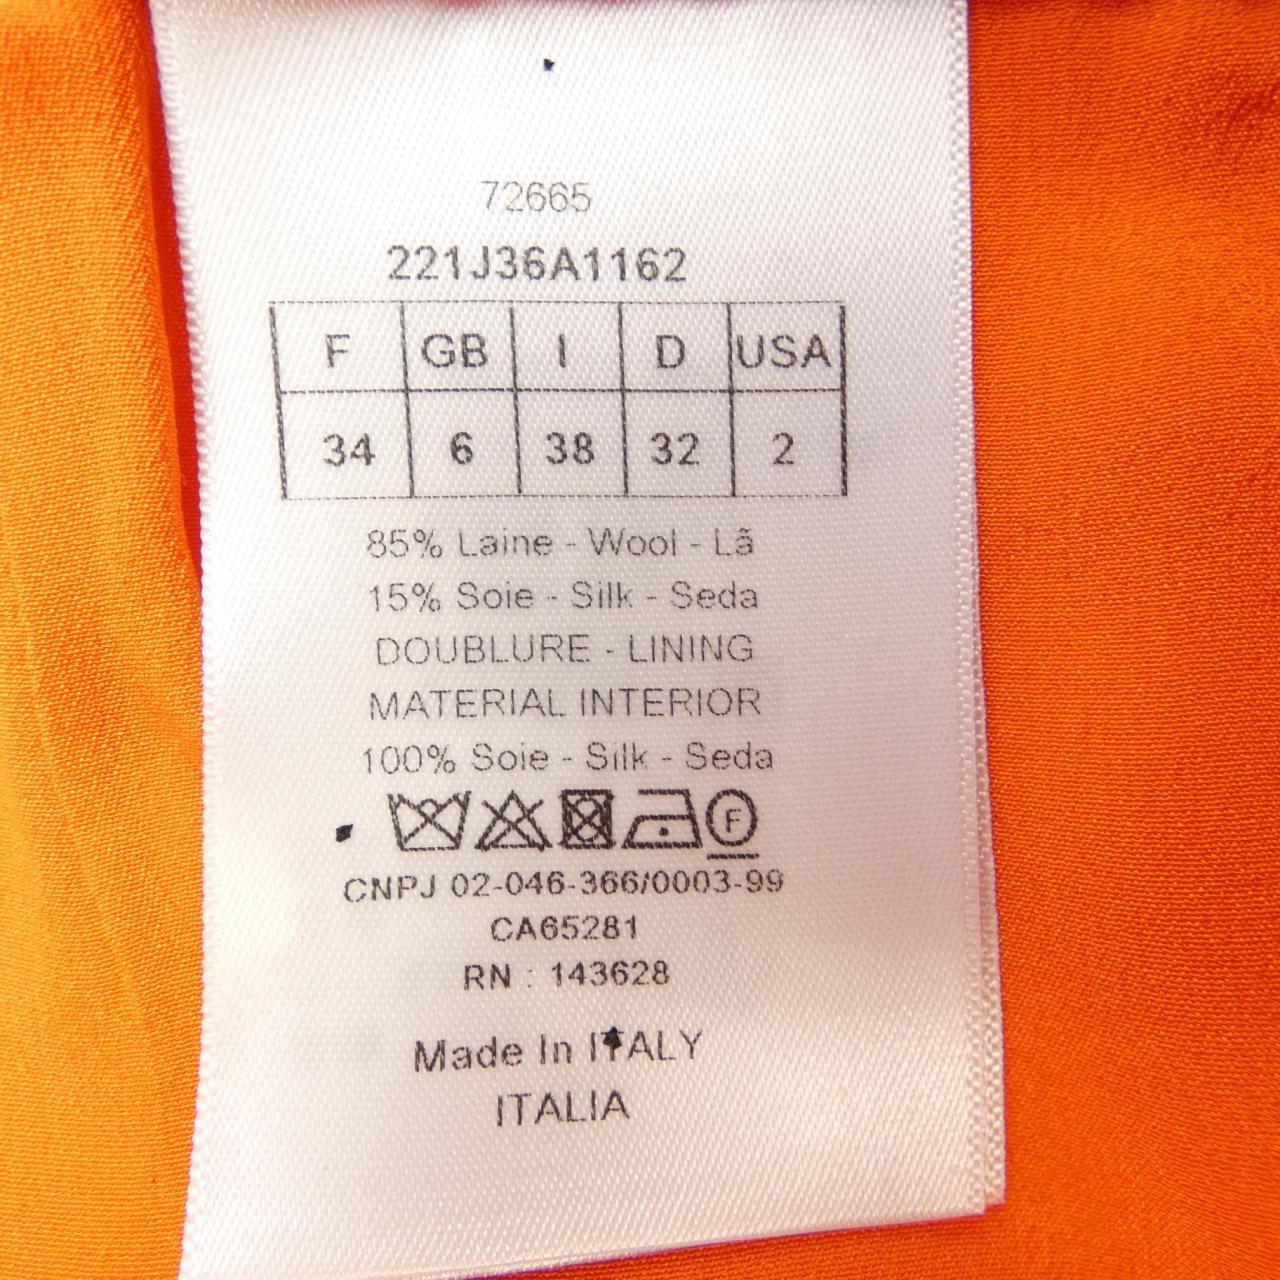 72665
221J36A1162
F GB I D USA
34 6 38 32 2
85% Laine - Wool - Lã
15% Soie - Silk - Seda
DOUBLURE - LINING
MATERIAL INTERIOR
100% Soie - Silk - Seda
F
CNPJ 02-046-366/0003-99
CA65281
RN : 143628
Made In ITALY
ITALIA